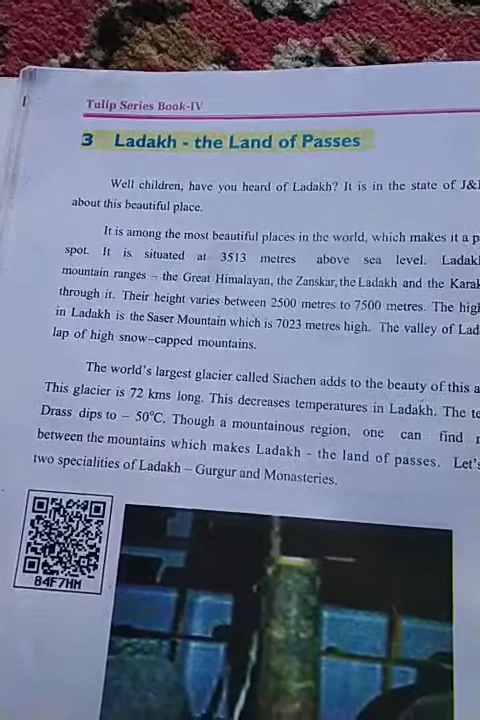 Tulip Series Book-IV
3 Ladakh - the Land of Passes
Well children, have you heard of Ladakh? It is in the state of J&
about this beautiful place.
It is among the most beautiful places in the world, which makes it a
spot. It is situated at 3513 metres above sea level.
mountain ranges – the Great Himalayan, the Zanskar, the Ladakh and the
through it. Their height varies between 2500 metres to 7500 metres. The
in Ladakh is the Saser Mountain which is 7023 metres high. The valley of
lap of high snow–capped mountains.
The world's largest glacier called Siachen adds to the beauty of this
This glacier is 72 kms long. This decreases temperatures in Ladakh. The
Drass dips to – 50°C. Though a mountainous region, one can find
between the mountains which makes Ladakh - the land of passes. Let's
two specialities of Ladakh – Gurgur and Monasteries.
84F7HM